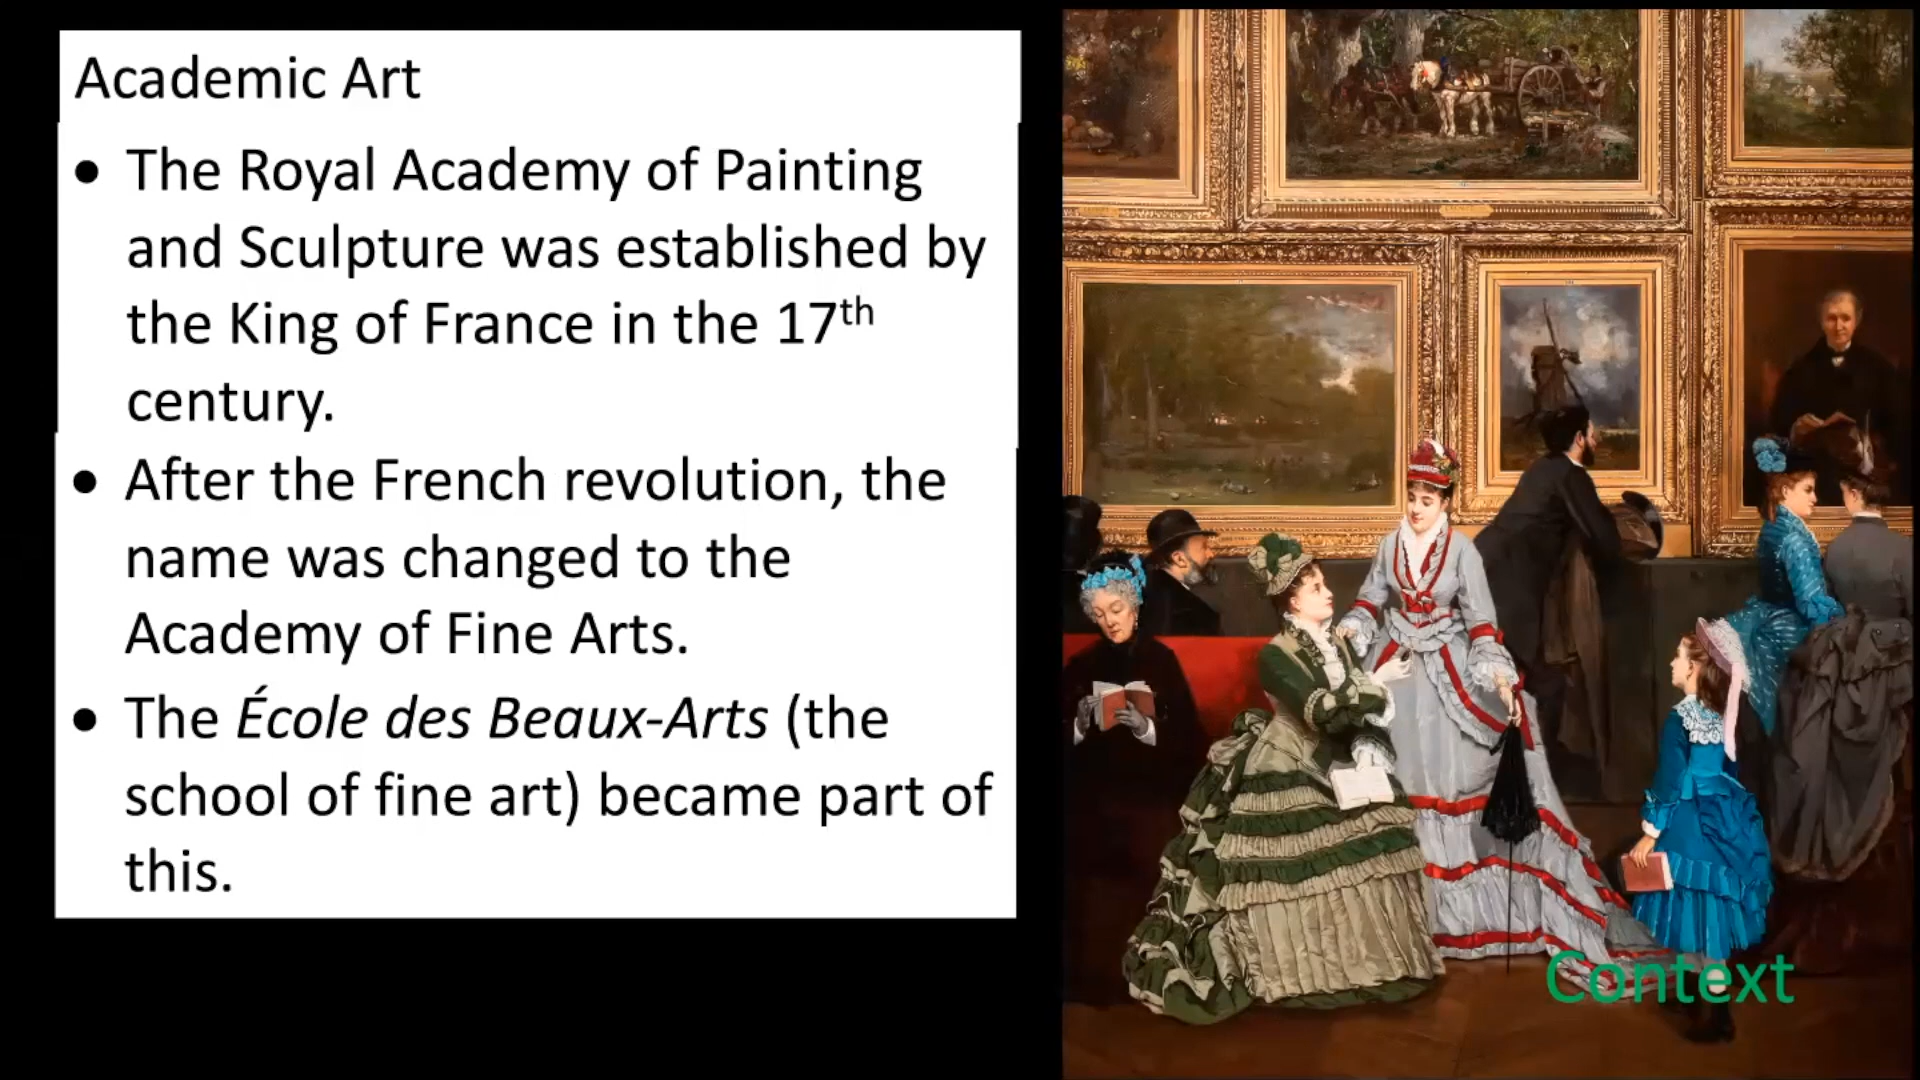 Academic Art
• The Royal Academy of Painting
and Sculpture was established by
the King of France in the 17th
century.
• After the French revolution, the
name was changed to the
Academy of Fine Arts.
• The École des Beaux-Arts (the
school of fine art) became part of
this.
Context